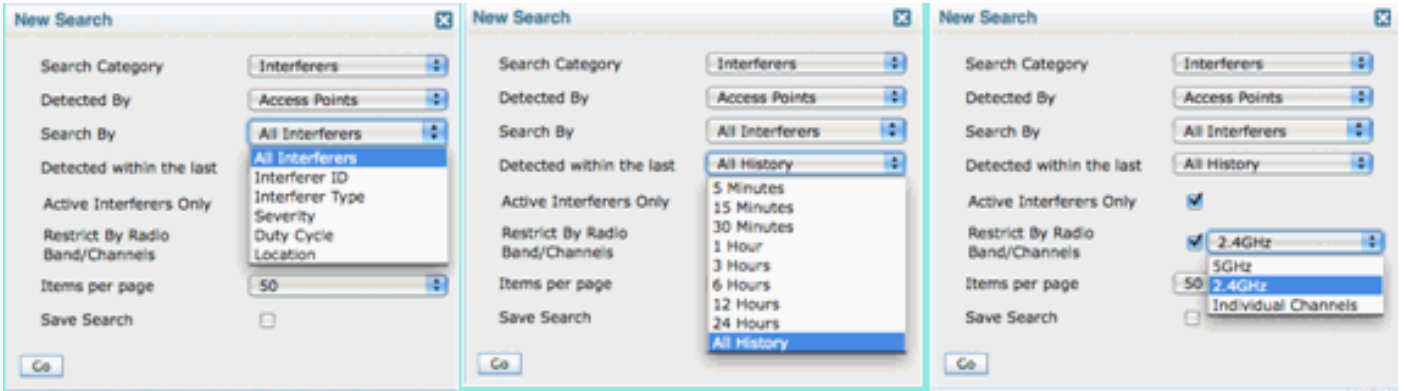 New Search
Search Category Interferers
Detected By Access Points
Search By All Interferers
All Interferers
Interferer ID
Interferer Type
Severity
Duty Cycle
Location
Detected within the last
Active Interferers Only
Restrict By Radio
Band/Channels
Items per page 50
Save Search
Go
New Search
Search Category Interferers
Detected By Access Points
Search By All Interferers
Detected within the last All History
5 Minutes
15 Minutes
30 Minutes
1 Hour
3 Hours
6 Hours
12 Hours
24 Hours
All History
Active Interferers Only
Restrict By Radio
Band/Channels
Items per page
Save Search
Go
New Search
Search Category Interferers
Detected By Access Points
Search By All Interferers
Detected within the last All History
Active Interferers Only
Restrict By Radio
Band/Channels 2.4GHz
5GHz
2.4GHz
Individual Channels
Items per page 50
Save Search
Go